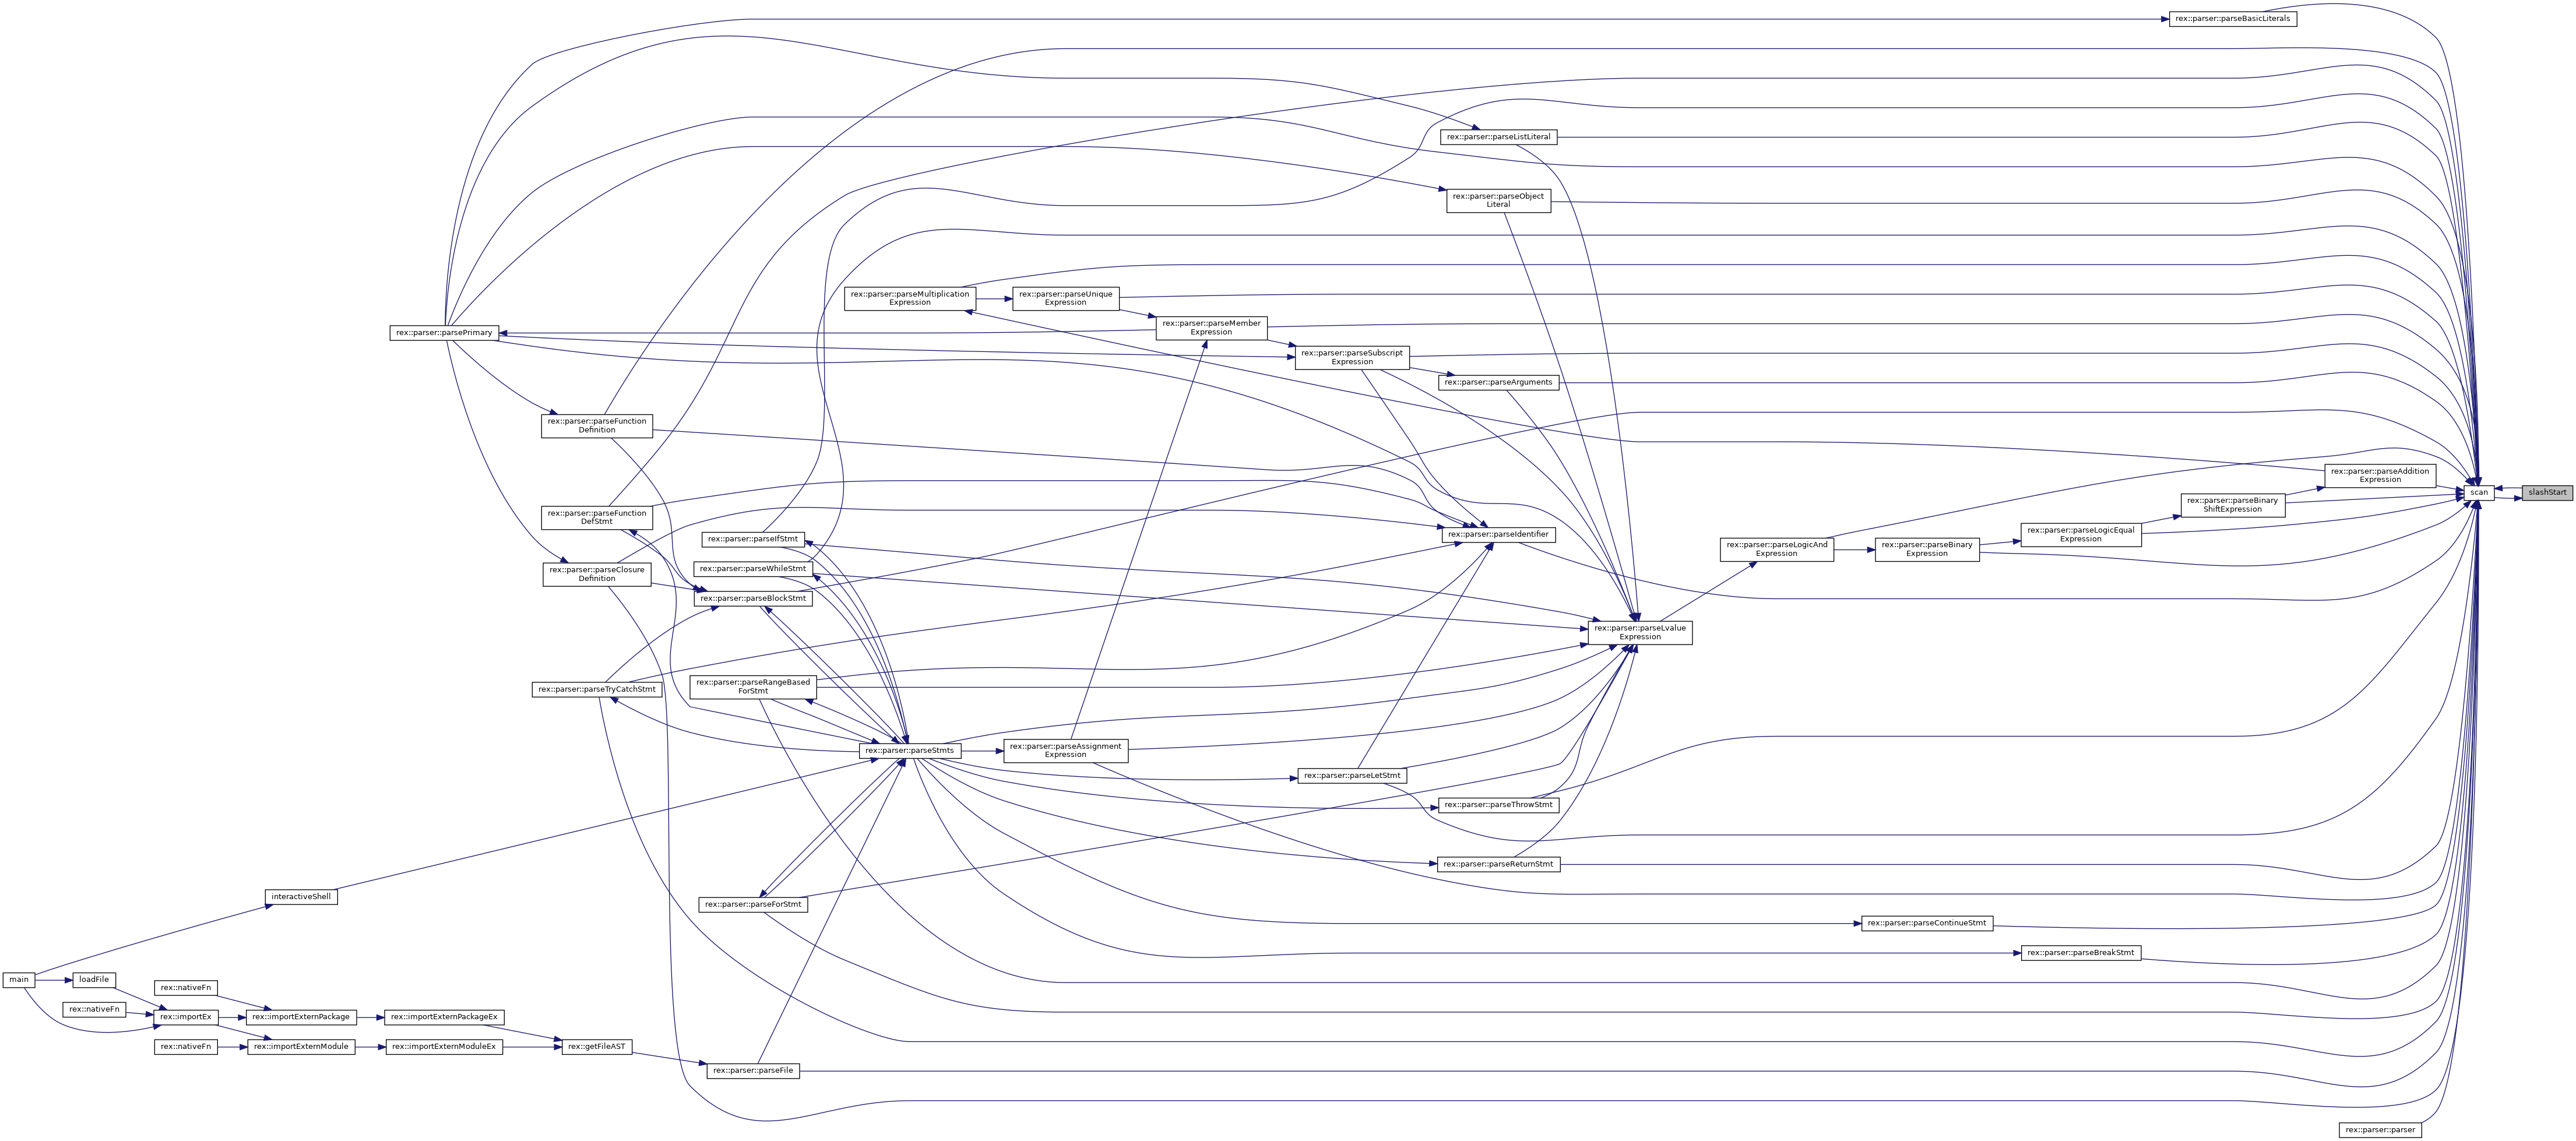 rex::parser::parseBasicLiterals
rex::parser::parseListLiteral
rex::parser::parseObject
Literal
rex::parser::parseMultiplication
Expression
rex::parser::parseUnique
Expression
rex::parser::parseMember
Expression
rex::parser::parsePrimary
rex::parser::parseSubscript
Expression
rex::parser::parseArguments
rex::parser::parseFunction
Definition
rex::parser::parseAddition
Expression
scan
slashStart
rex::parser::parseBinary
ShiftExpression
rex::parser::parseFunction
DefStmt
rex::parser::parseIfStmt
rex::parser::parseIdentifier
rex::parser::parseLogicEqual
Expression
rex::parser::parseLogicAnd
Expression
rex::parser::parseBinary
Expression
rex::parser::parseClosure
Definition
rex::parser::parseWhileStmt
rex::parser::parseBlockStmt
rex::parser::parseLvalue
Expression
rex::parser::parseTryCatchStmt
rex::parser::parseRangeBased
ForStmt
rex::parser::parseStmts
rex::parser::parseAssignment
Expression
rex::parser::parseLetStmt
rex::parser::parseThrowStmt
rex::parser::parseReturnStmt
interactiveShell
rex::parser::parseForStmt
rex::parser::parseContinueStmt
rex::parser::parseBreakStmt
main
loadFile
rex::nativeFn
rex::nativeFn
rex::importEx
rex::importExternPackage
rex::importExternPackageEx
rex::nativeFn
rex::importExternModule
rex::importExternModuleEx
rex::getFileAST
rex::parser::parseFile
rex::parser::parser